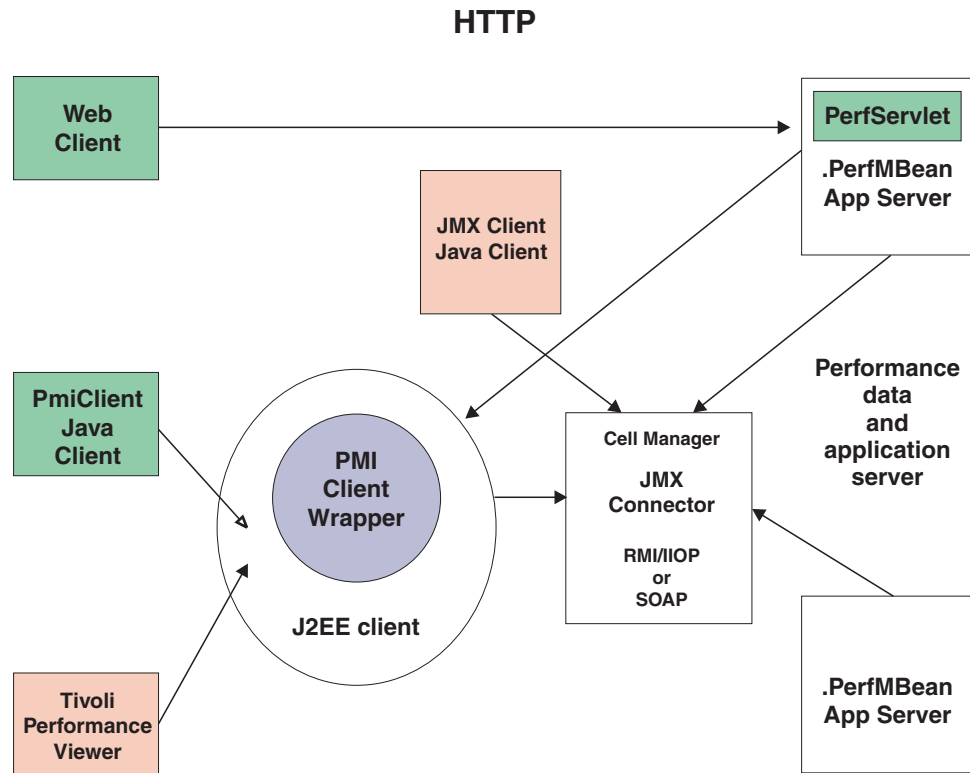 HTTP
Web
Client
PerfServlet
.PerfMBean
App Server
JMX Client
Java Client
PmiClient
Java
Client
PMI
Client
Wrapper
J2EE client
Cell Manager
JMX
Connector
RMI/IIOP
or
SOAP
Performance
data
and
application
server
Tivoli
Performance
Viewer
.PerfMBean
App Server